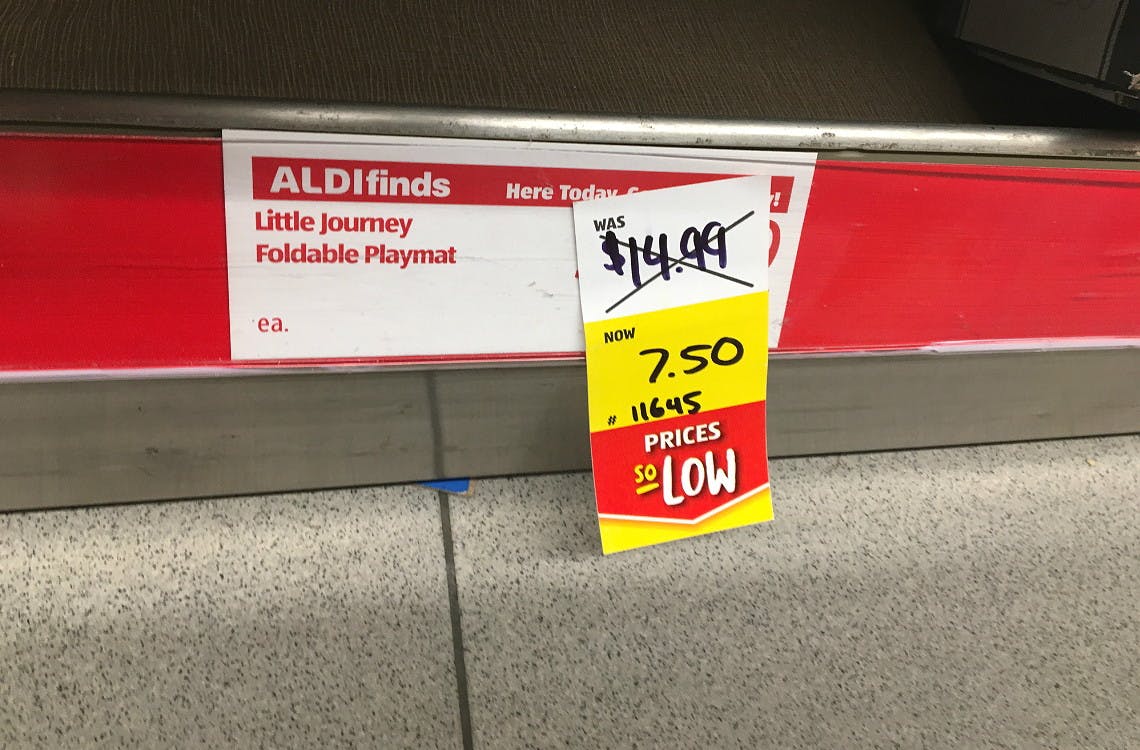 ALDIfinds Here Today
Little Journey
Foldable Playmat
ea.
WAS
$14.99
NOW
7.50
# 11645
PRICES
SO
LOW